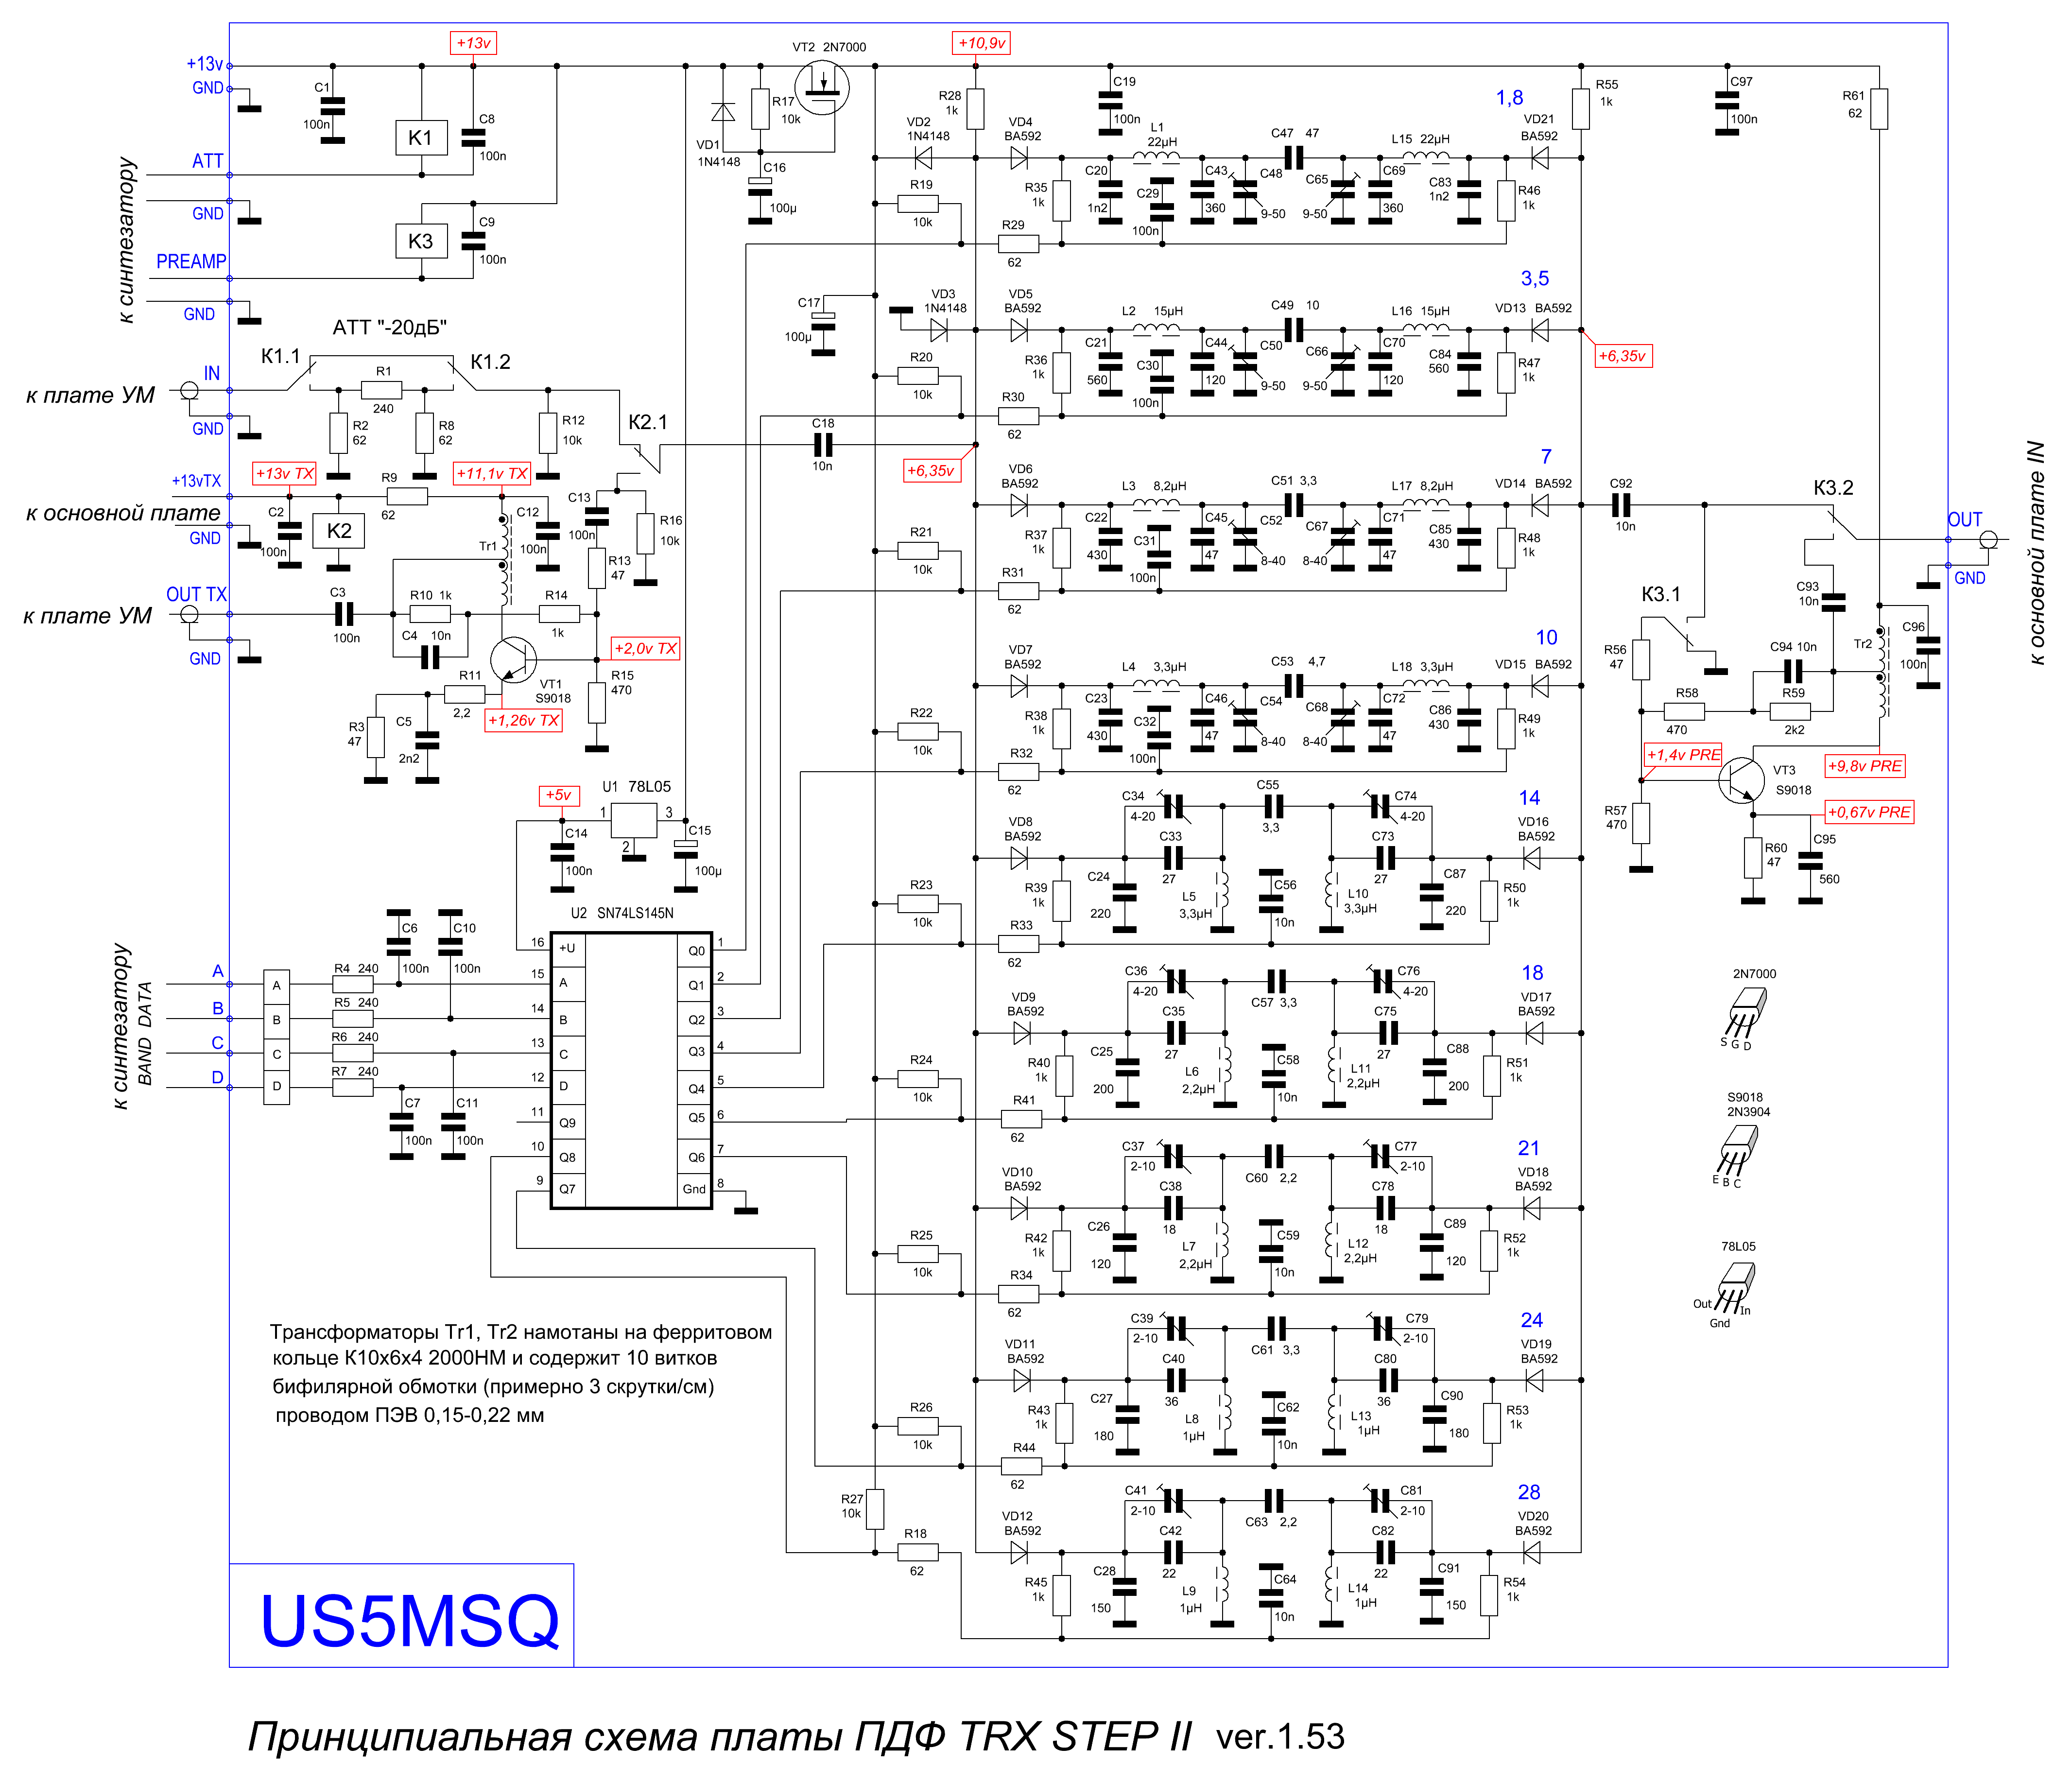 +13v
GND
ATT
GND
PREAMP
GND
к синтезатору
+13v
C1
100n
K1
C8
100n
K3
C9
100n
VT2 2N7000
VD1
1N4148
R17
10k
C16
100µ
+10,9v
R28
1k
C19
100n
R55
1k
C97
100n
R61
62
1,8
VD2
1N4148
VD4
BA592
L1
22µH
C47 47
L15 22µH
VD21
BA592
R19
10k
R35
1k
C20
1n2
C29
100n
C43
360
C48
9-50
C65
9-50
C69
360
C83
1n2
R46
1k
R29
62
3,5
C17
100µ
VD3
1N4148
VD5
BA592
L2 15µH
C49 10
L16 15µH
VD13 BA592
+6,35v
R20
10k
R36
1k
C21
560
C30
100n
C44
120
C50
9-50
C66
9-50
C70
120
C84
560
R47
1k
R30
62
ATT "-20дБ"
K1.1
K1.2
IN
к плате УМ
GND
R1
240
R2
62
R8
62
R12
10k
K2.1
C18
10n
+6,35v
+13v TX
+11,1v TX
+13vTX
к основной плате
GND
C2
100n
K2
R9
62
C12
100n
Tr1
C13
100n
R16
10k
R13
47
OUT TX
к плате УМ
GND
C3
100n
R10 1k
C4 10n
R14
1k
+2,0v TX
VT1
S9018
R11
2,2
R15
470
+1,26v TX
R3
47
C5
2n2
7
VD6
BA592
L3 8,2µH
C51 3,3
L17 8,2µH
VD14 BA592
R21
10k
R37
1k
C22
430
C31
100n
C45
47
C52
8-40
C67
8-40
C71
47
C85
430
R48
1k
R31
62
C92
10n
K3.2
OUT
GND
к основной плате IN
K3.1
C93
10n
R56
47
C94 10n
Tr2
C96
100n
R58
470
R59
2k2
+1,4v PRE
VT3
S9018
+9,8v PRE
+0,67v PRE
R57
470
R60
47
C95
560
10
VD7
BA592
L4 3,3µH
C53 4,7
L18 3,3µH
VD15 BA592
R22
10k
R38
1k
C23
430
C32
100n
C46
47
C54
8-40
C68
8-40
C72
47
C86
430
R49
1k
R32
62
14
C34
4-20
C55
3,3
C74
4-20
VD8
BA592
C33
27
C73
27
VD16
BA592
R23
10k
R39
1k
C24
220
L5
3,3µH
C56
10n
L10
3,3µH
C87
220
R50
1k
R33
62
+5v
U1 78L05
1
3
2
C14
100n
C15
100µ
U2 SN74LS145N
16 +U Q0 1
15 A Q1 2
14 B Q2 3
13 C Q3 4
12 D Q4 5
11 Q9 Q5 6
10 Q8 Q6 7
9 Q7 Gnd 8
к синтезатору
BAND DATA
A
B
C
D
A
B
C
D
R4 240
R5 240
R6 240
R7 240
C6
100n
C10
100n
C7
100n
C11
100n
18
C36
4-20
C57 3,3
C76
4-20
VD9
BA592
C35
27
C75
27
VD17
BA592
R24
10k
R40
1k
C25
200
L6
2,2µH
C58
10n
L11
2,2µH
C88
200
R51
1k
R41
62
21
C37
2-10
C60 2,2
C77
2-10
VD10
BA592
C38
18
C78
18
VD18
BA592
R25
10k
R42
1k
C26
120
L7
2,2µH
C59
10n
L12
2,2µH
C89
120
R52
1k
R34
62
24
C39
2-10
C61 3,3
C79
2-10
VD11
BA592
C40
36
C80
36
VD19
BA592
R26
10k
R43
1k
C27
180
L8
1µH
C62
10n
L13
1µH
C90
180
R53
1k
R44
62
28
C41
2-10
C63 2,2
C81
2-10
VD12
BA592
C42
22
C82
22
VD20
BA592
R27
10k
R18
62
R45
1k
C28
150
L9
1µH
C64
10n
L14
1µH
C91
150
R54
1k
2N7000
S G D
S9018
2N3904
E B C
78L05
Out
In
Gnd
Трансформаторы Tr1, Tr2 намотаны на ферритовом
кольце К10х6х4 2000НМ и содержит 10 витков
бифилярной обмотки (примерно 3 скрутки/см)
проводом ПЭВ 0,15-0,22 мм
US5MSQ
Принципиальная схема платы ПДФ TRX STEP II ver.1.53